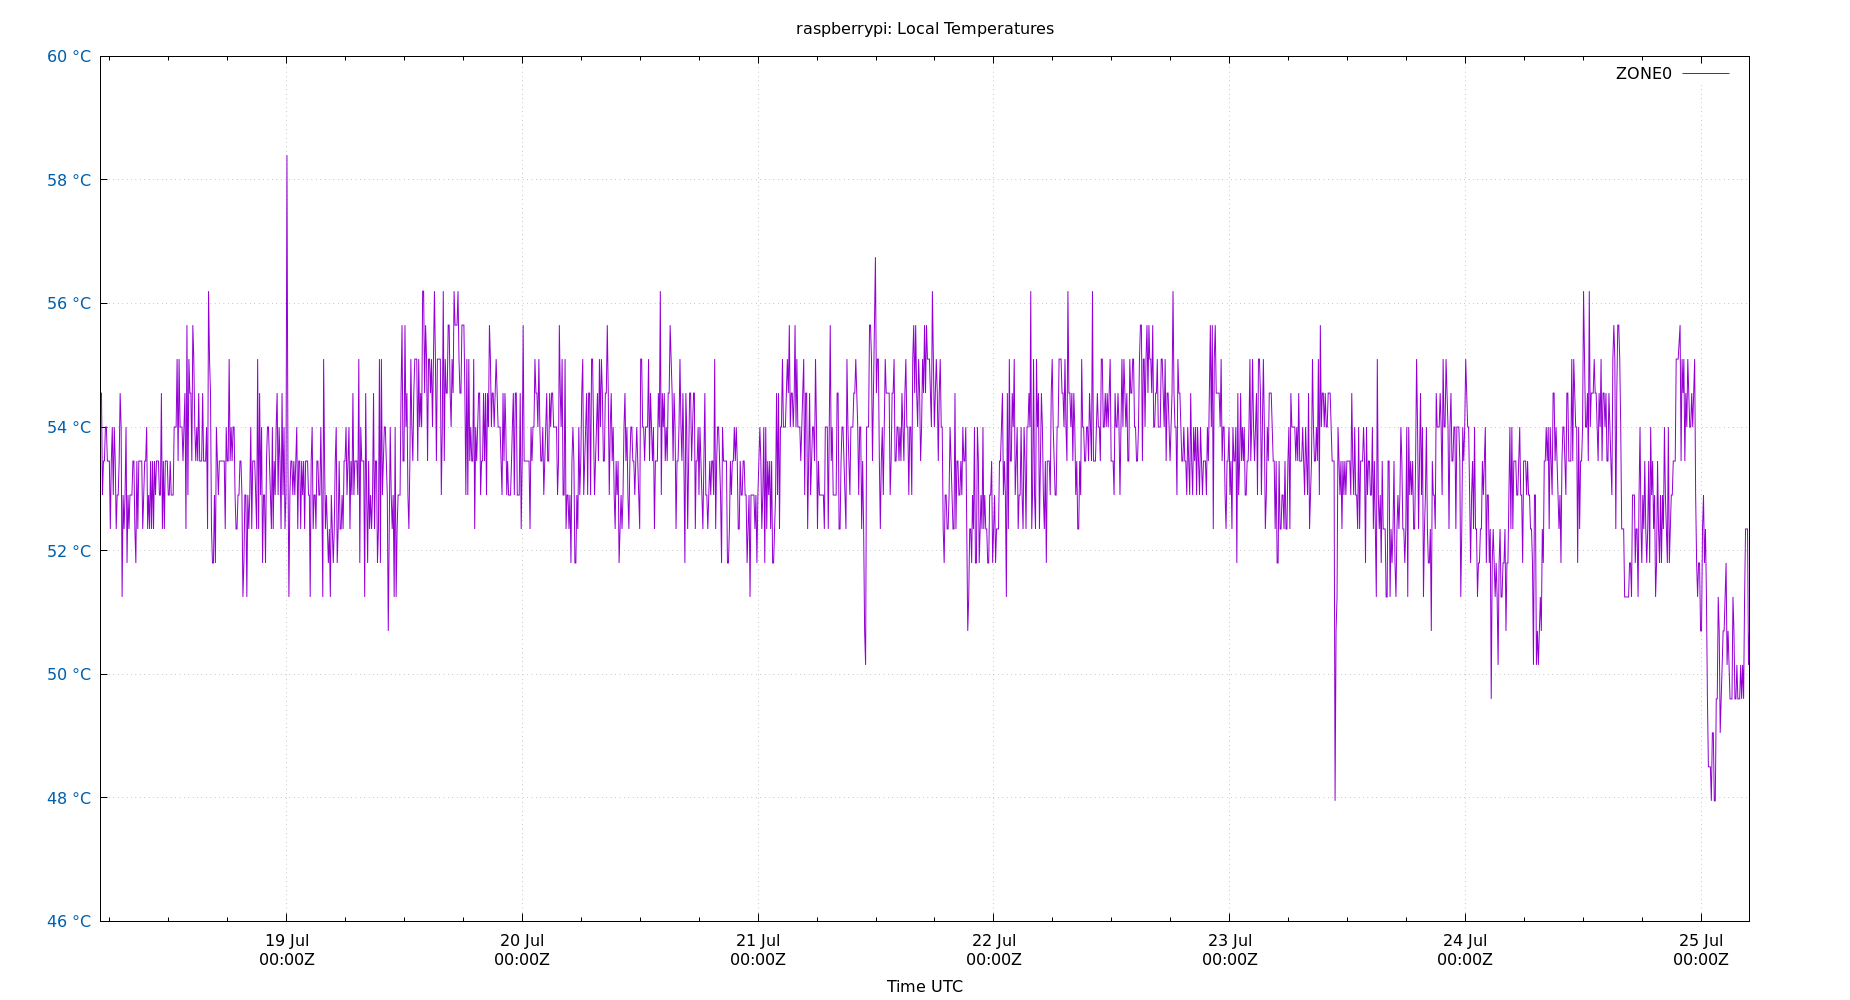 raspberrypi: Local Temperatures
60 °C
ZONE0
58 °C
56 °C
54 °C
52 °C
50 °C
48 °C
46 °C
19 Jul 20 Jul 21 Jul 22 Jul 23 Jul 24 Jul 25 Jul
00:00Z 00:00Z 00:00Z 00:00Z 00:00Z 00:00Z 00:00Z
Time UTC